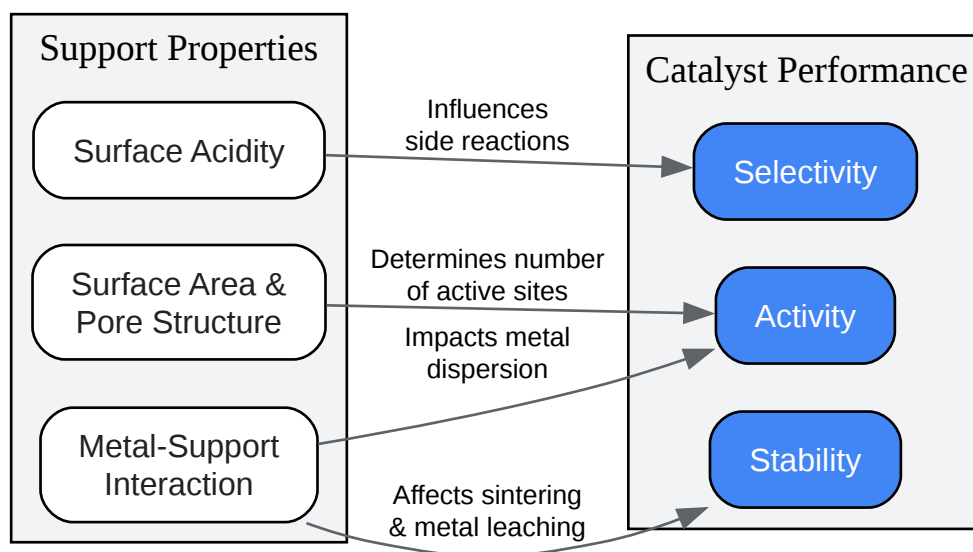 Support Properties
Surface Acidity
Surface Area &
Pore Structure
Metal-Support
Interaction
Influences
side reactions
Determines number
of active sites
Impacts metal
dispersion
Affects sintering
& metal leaching
Catalyst Performance
Selectivity
Activity
Stability